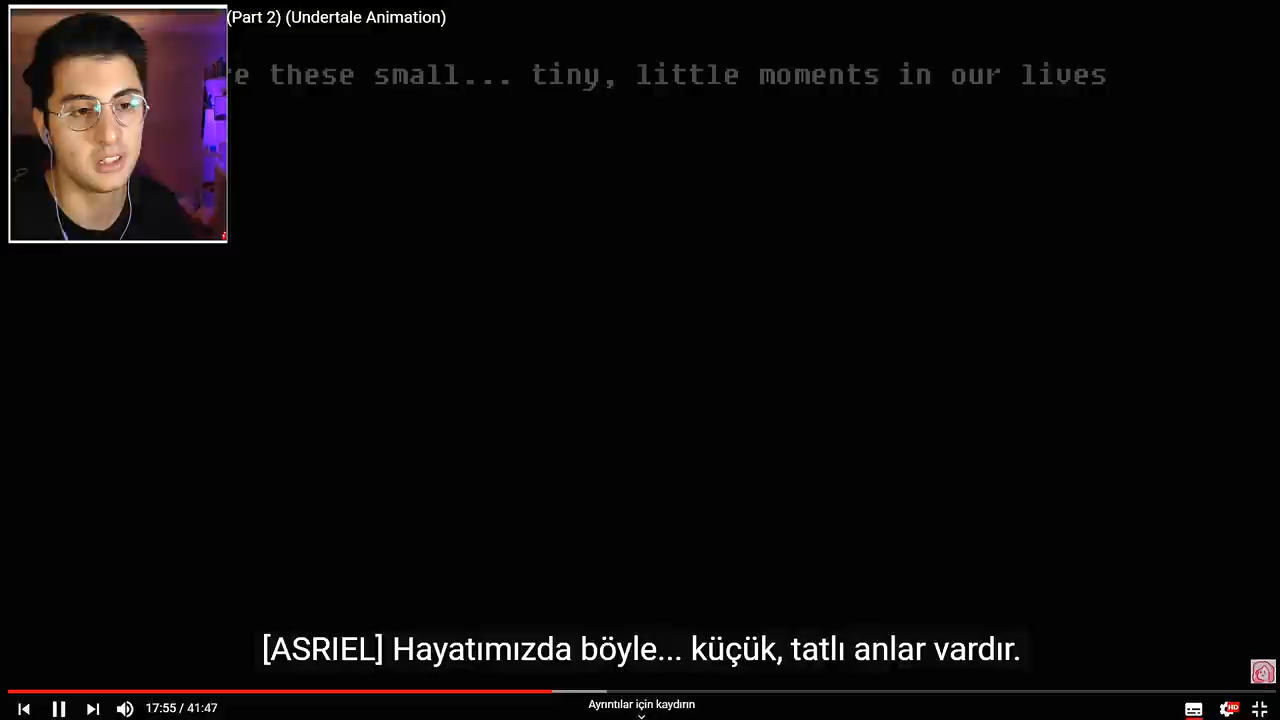 (Part 2) (Undertale Animation)
these small... tiny, little moments in our lives
[ASRIEL] Hayatımızda böyle... küçük, tatlı anlar vardır.
17:55 / 41:47
Ayrıntılar için kaydırın
HD